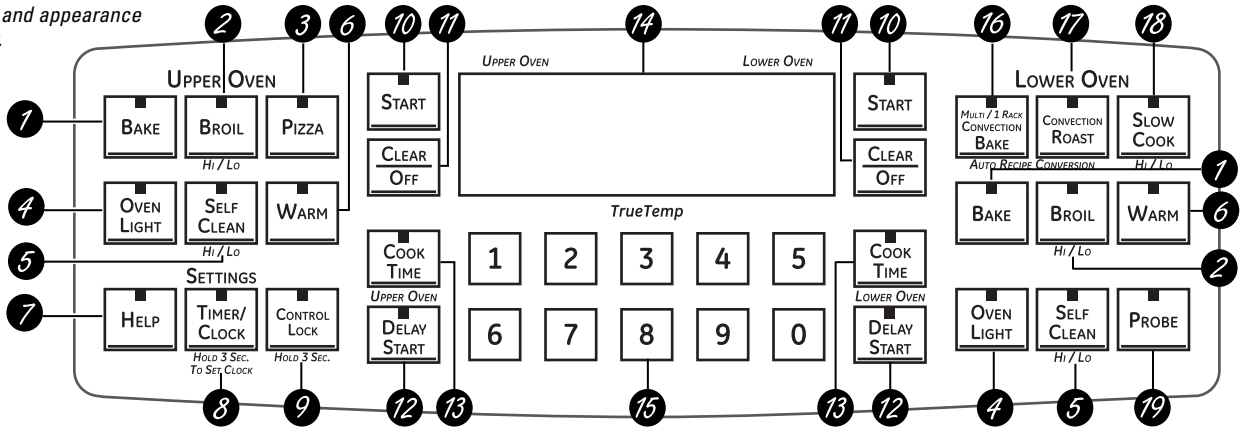 and appearance
2 3 6 10 11 14 11 10 16 17 18
UPPER OVEN LOWER OVEN
UPPER OVEN
LOWER OVEN
1
BAKE
BROIL
HI / LO
PIZZA
START
CLEAR
OFF
START
CLEAR
OFF
MULTI / 1 RACK
CONVECTION
BAKE
CONVECTION
ROAST
AUTO RECIPE CONVERSION
SLOW
COOK
HI / LO
1
4
OVEN
LIGHT
SELF
CLEAN
HI / LO
WARM
TrueTemp
BAKE
BROIL
HI / LO
WARM
6
5
2
SETTINGS
COOK
TIME
UPPER OVEN
1 2 3 4 5
COOK
TIME
LOWER OVEN
7
HELP
TIMER/
CLOCK
HOLD 3 SEC.
TO SET CLOCK
CONTROL
LOCK
HOLD 3 SEC.
DELAY
START
6 7 8 9 0
DELAY
START
OVEN
LIGHT
SELF
CLEAN
HI / LO
PROBE
8 9 12 13 15 13 12 4 5 19